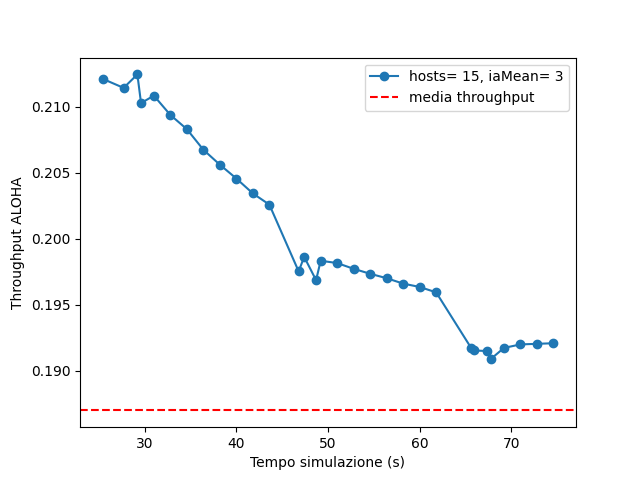 hosts= 15, iaMean= 3
media throughput
Throughput ALOHA
0.210
0.205
0.200
0.195
0.190
30 40 50 60 70
Tempo simulazione (s)